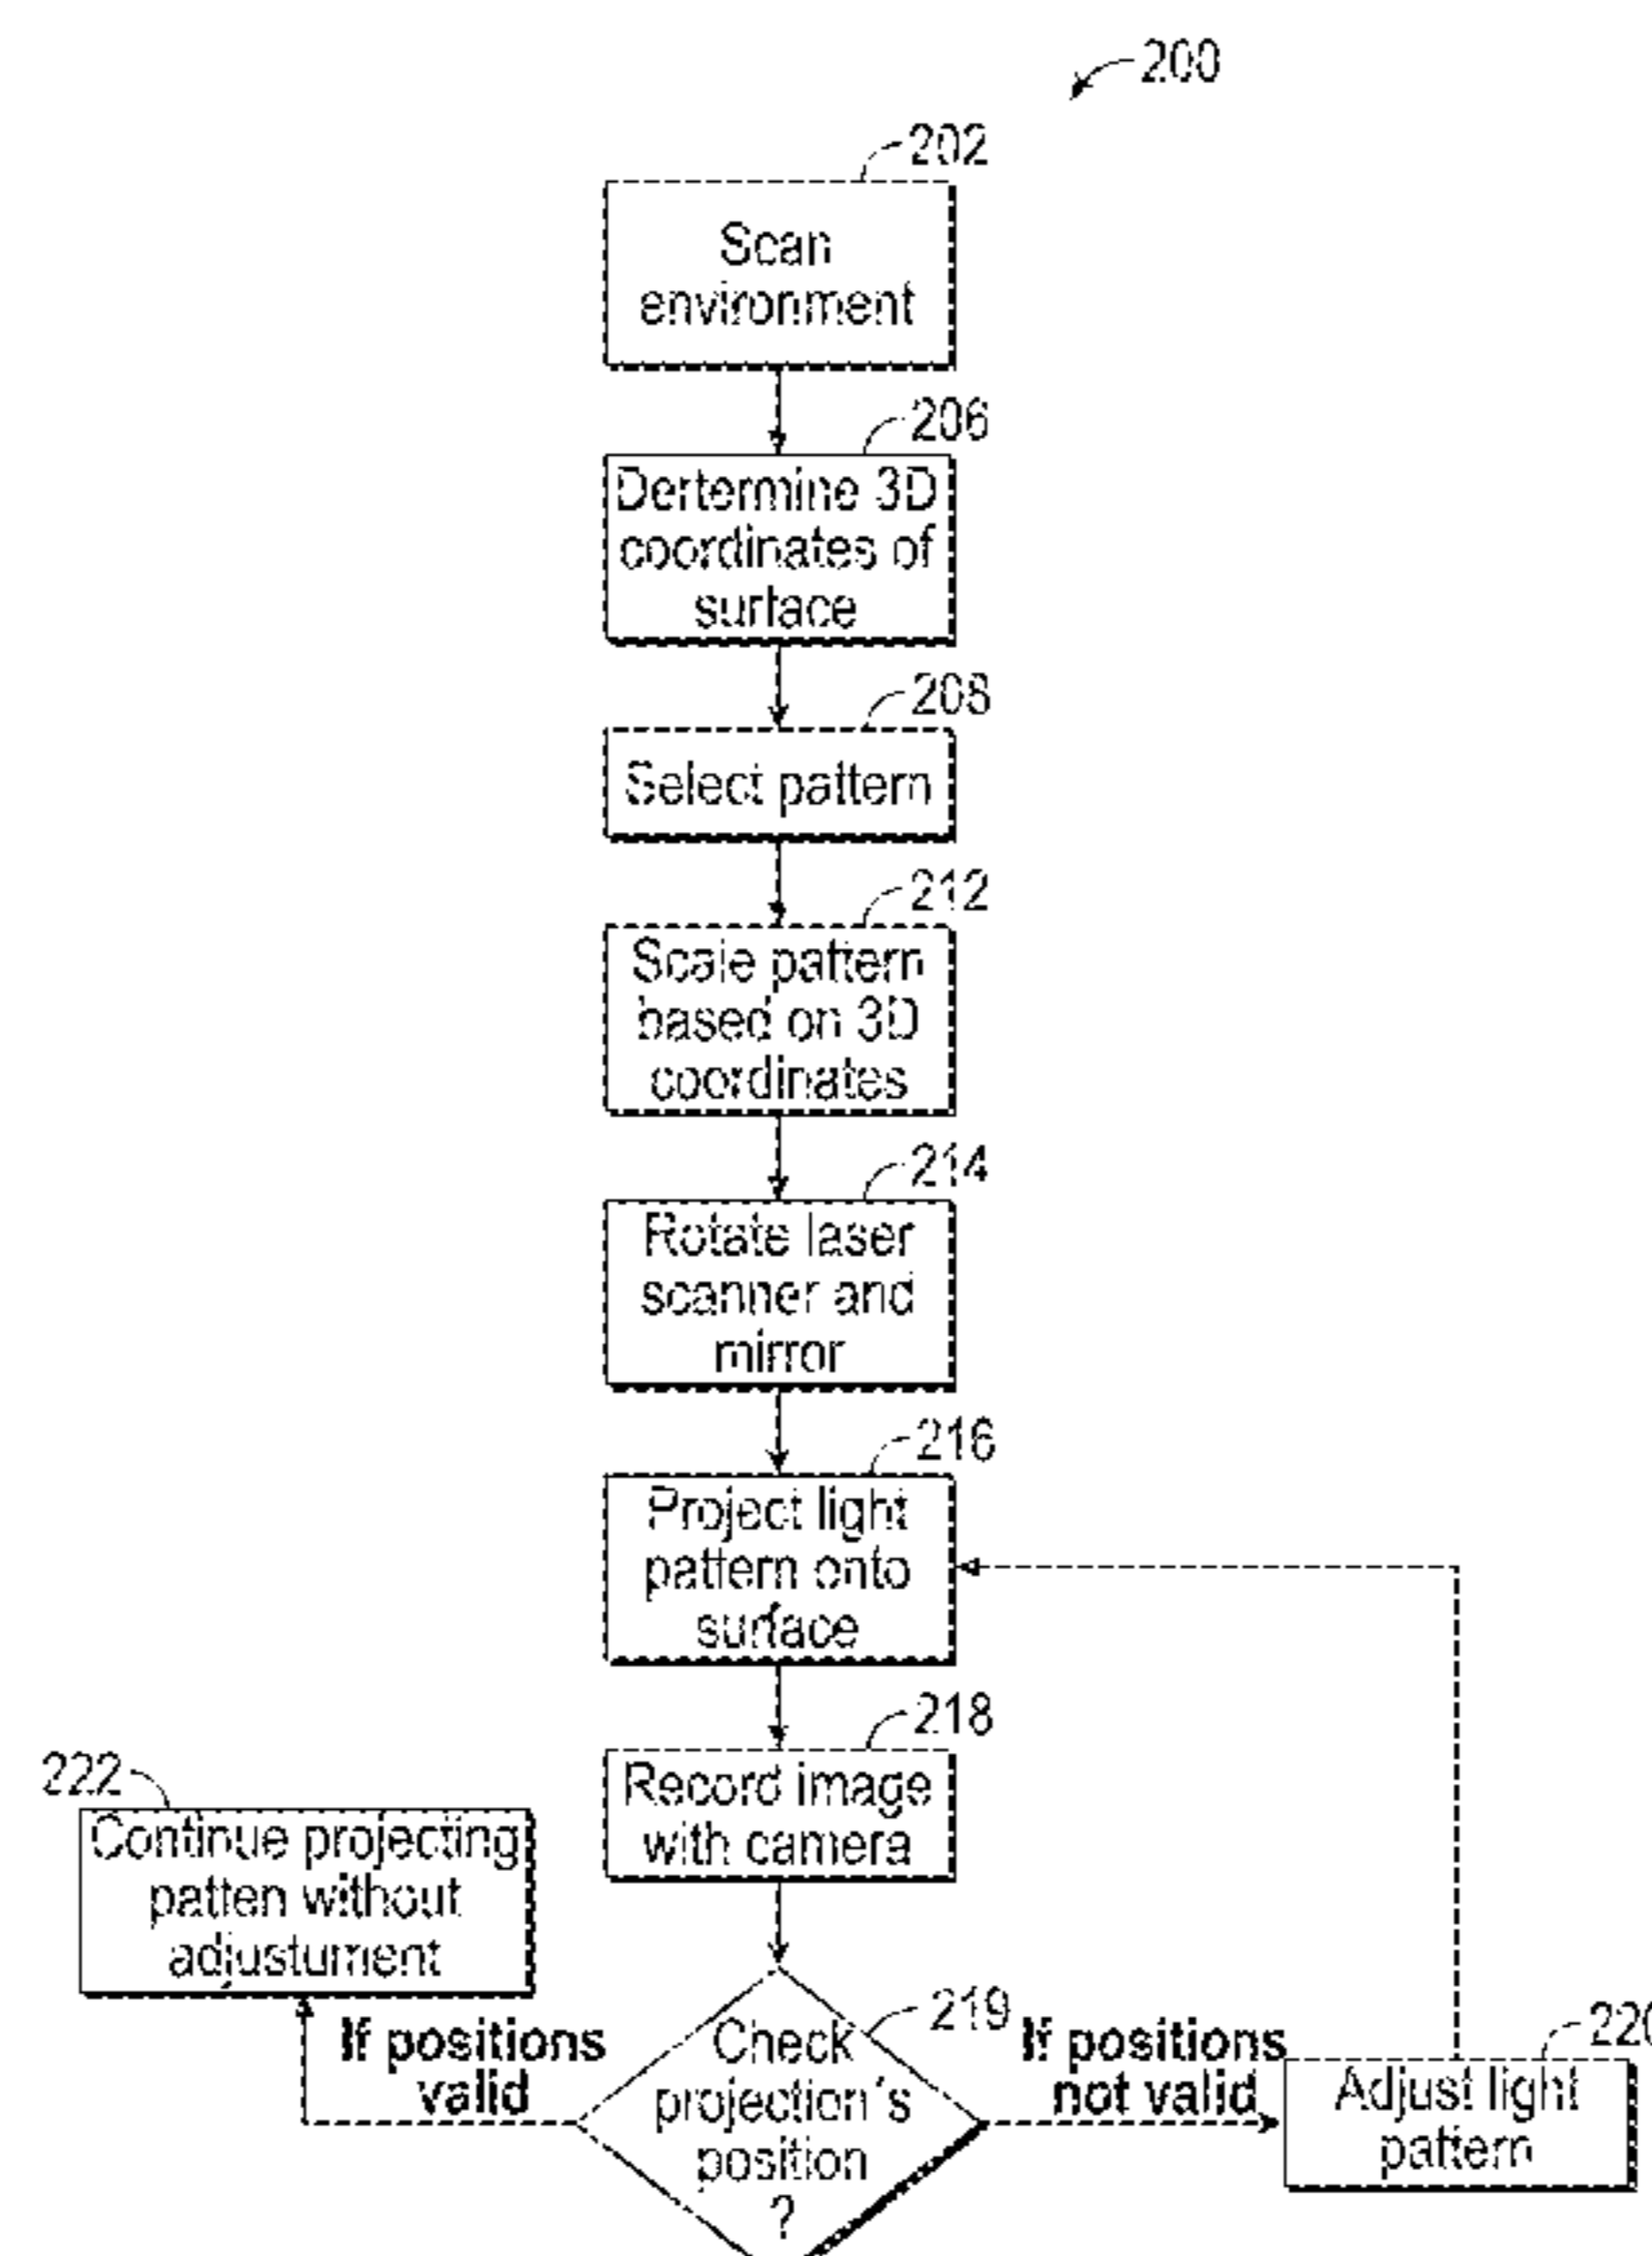 200
202
Scan
environment
206
Dertermine 3D
coordinates of
surface
208
Select pattern
212
Scale pattern
based on 3D
coordinates
214
Rotate laser
scanner and
mirror
216
Project light
pattern onto
surface
218
Record image
with camera
222
Continue projecting
patten without
adjustument
219
Check
projection's
position
?
If positions
valid
If positions
not valid
220
Adjust light
pattern